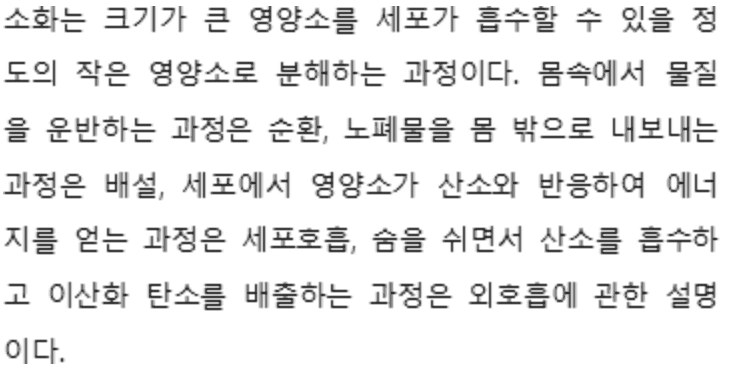 소화는 크기가 큰 영양소를 세포가 흡수할 수 있을 정
도의 작은 영양소로 분해하는 과정이다. 몸속에서 물질
을 운반하는 과정은 순환, 노폐물을 몸 밖으로 내보내는
과정은 배설, 세포에서 영양소가 산소와 반응하여 에너
지를 얻는 과정은 세포호흡, 숨을 쉬면서 산소를 흡수하
고 이산화 탄소를 배출하는 과정은 외호흡에 관한 설명
이다.